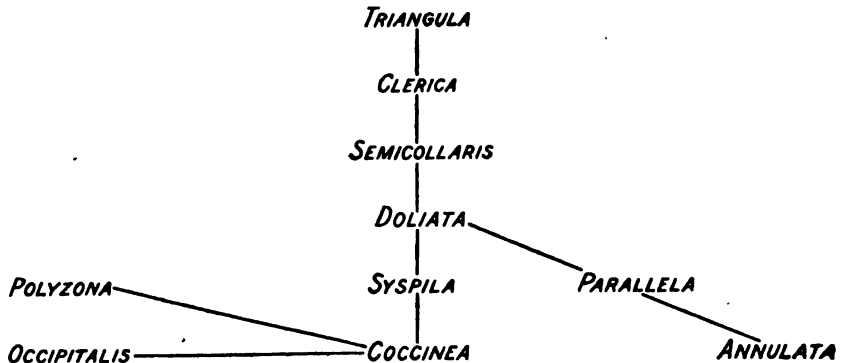 TRIANGULA
CLERICA
SEMICOLLARIS
DOLIATA
POLYZONA SYSPILA PARALLELA
OCCIPITALIS COCCINEA ANNULATA